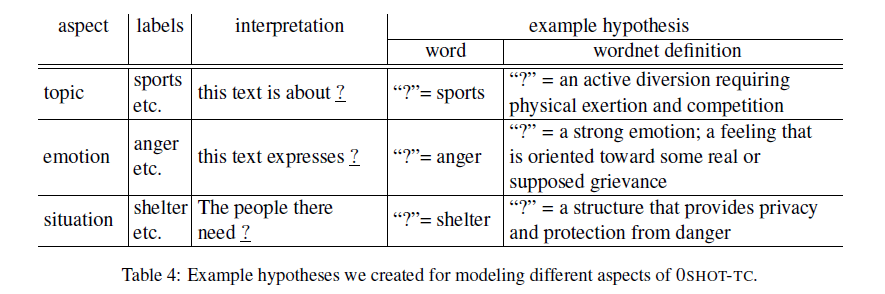 aspect labels interpretation example hypothesis
word wordnet definition
topic sports etc. this text is about ? “?”= sports “?” = an active diversion requiring physical exertion and competition
emotion anger etc. this text expresses ? “?”= anger “?” = a strong emotion; a feeling that is oriented toward some real or supposed grievance
situation shelter etc. The people there need ? “?”= shelter “?” = a structure that provides privacy and protection from danger
Table 4: Example hypotheses we created for modeling different aspects of 0SHOT-TC.